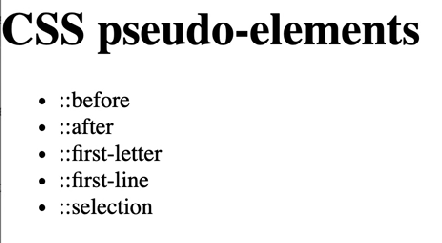 CSS pseudo-elements
• ::before
• ::after
• ::first-letter
• ::first-line
• ::selection